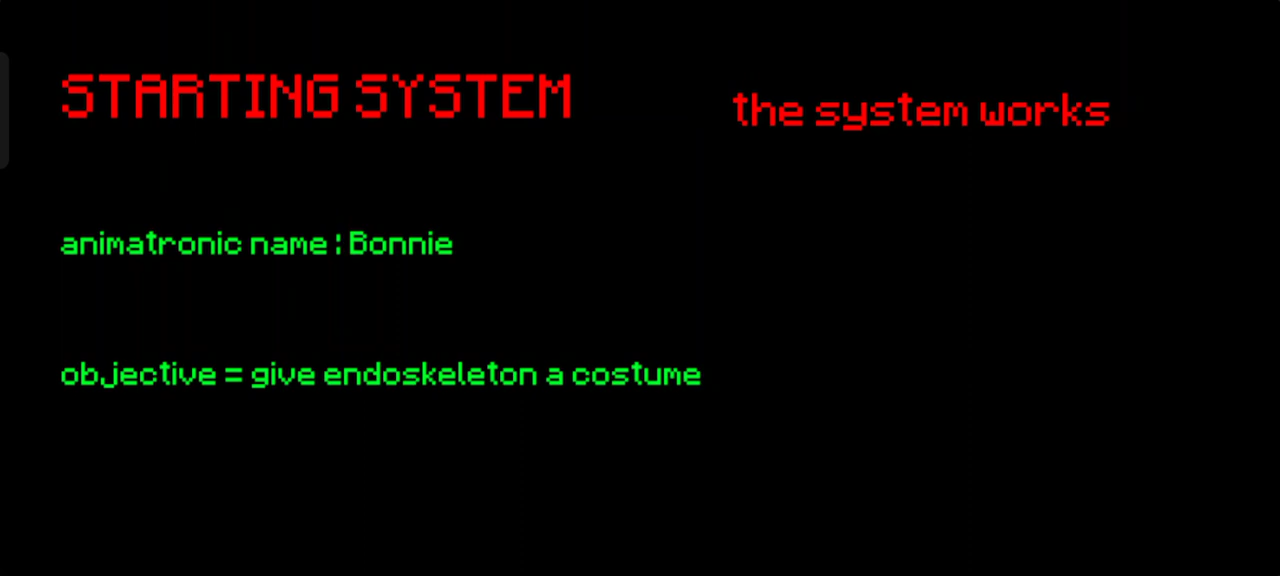 STARTING SYSTEM
the system works
animatronic name : Bonnie
objective = give endoskeleton a costume